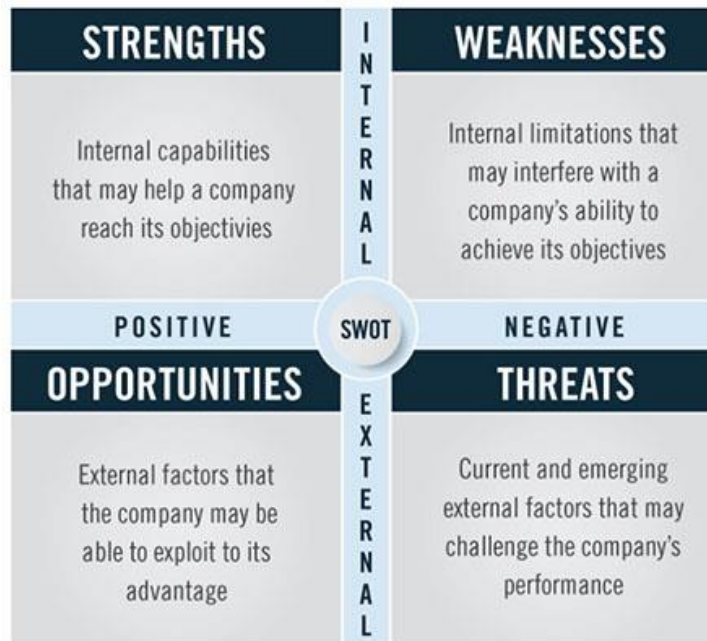 STRENGTHS
Internal capabilities
that may help a company
reach its objectivies
INTERNAL
WEAKNESSES
Internal limitations that
may interfere with a
company's ability to
achieve its objectives
POSITIVE
SWOT
NEGATIVE
OPPORTUNITIES
External factors that
the company may be
able to exploit to its
advantage
EXTERNAL
THREATS
Current and emerging
external factors that may
challenge the company's
performance